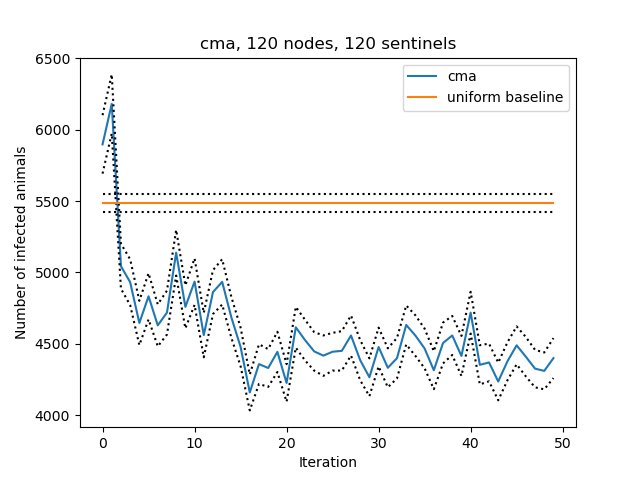 cma, 120 nodes, 120 sentinels
6500
6000
5500
5000
4500
4000
Number of infected animals
cma
uniform baseline
0
10
20
30
40
50
Iteration